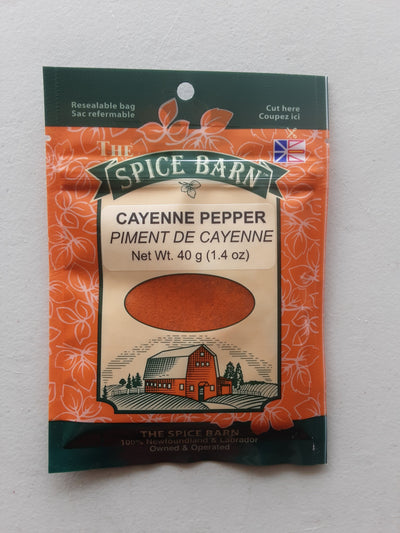 Resealable bag
Sac refermable
Cut here
Coupez ici
THE
SPICE BARN
CAYENNE PEPPER
PIMENT DE CAYENNE
Net Wt. 40 g (1.4 oz)
THE SPICE BARN
100% Newfoundland & Labrador
Owned & Operated